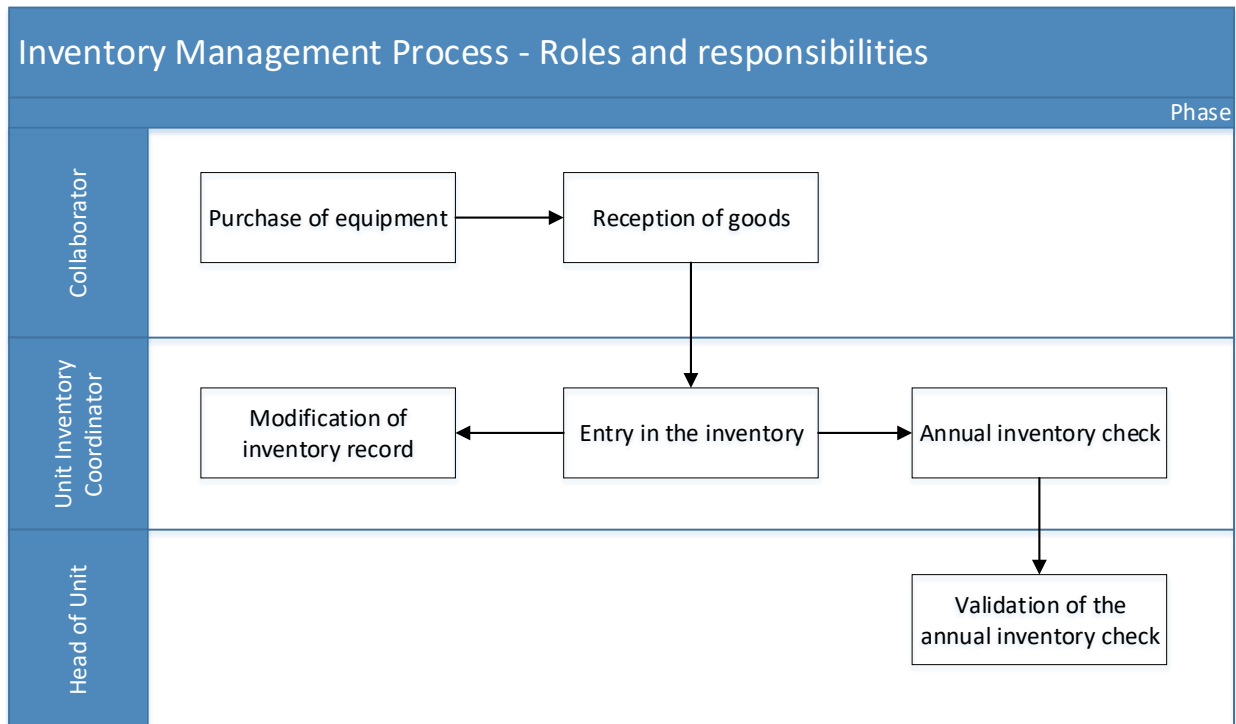 Inventory Management Process - Roles and responsibilities
Phase
Collaborator
Purchase of equipment
Reception of goods
Unit Inventory
Coordinator
Modification of
inventory record
Entry in the inventory
Annual inventory check
Head of Unit
Validation of the
annual inventory check